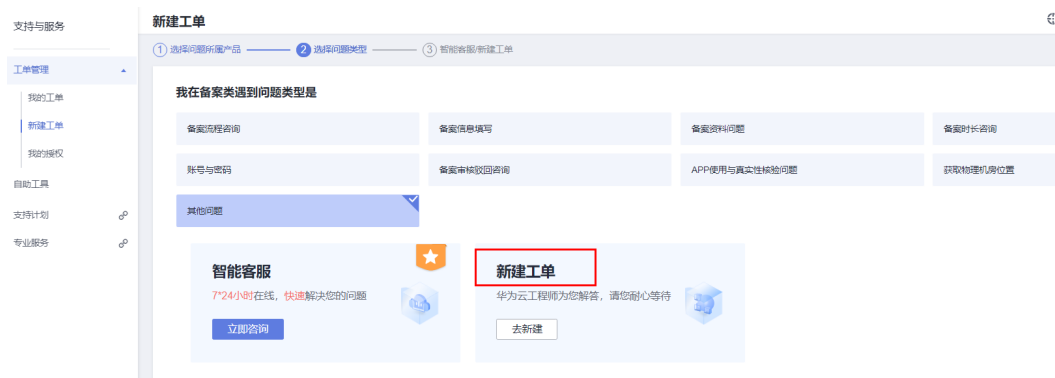 支持与服务
工单管理
我的工单
新建工单
我的授权
自助工具
支持计划
专业服务
新建工单
1 选择问题所属产品 2 选择问题类型 3 智能客服/新建工单
我在备案类遇到问题类型是
备案流程咨询 备案信息填写 备案资料问题 备案时长咨询
账号与密码 备案审核驳回咨询 APP使用与真实性核验问题 获取物理机房位置
其他问题
智能客服
7*24小时在线，快速解决您的问题
立即咨询
新建工单
华为云工程师为您解答，请您耐心等待
去新建